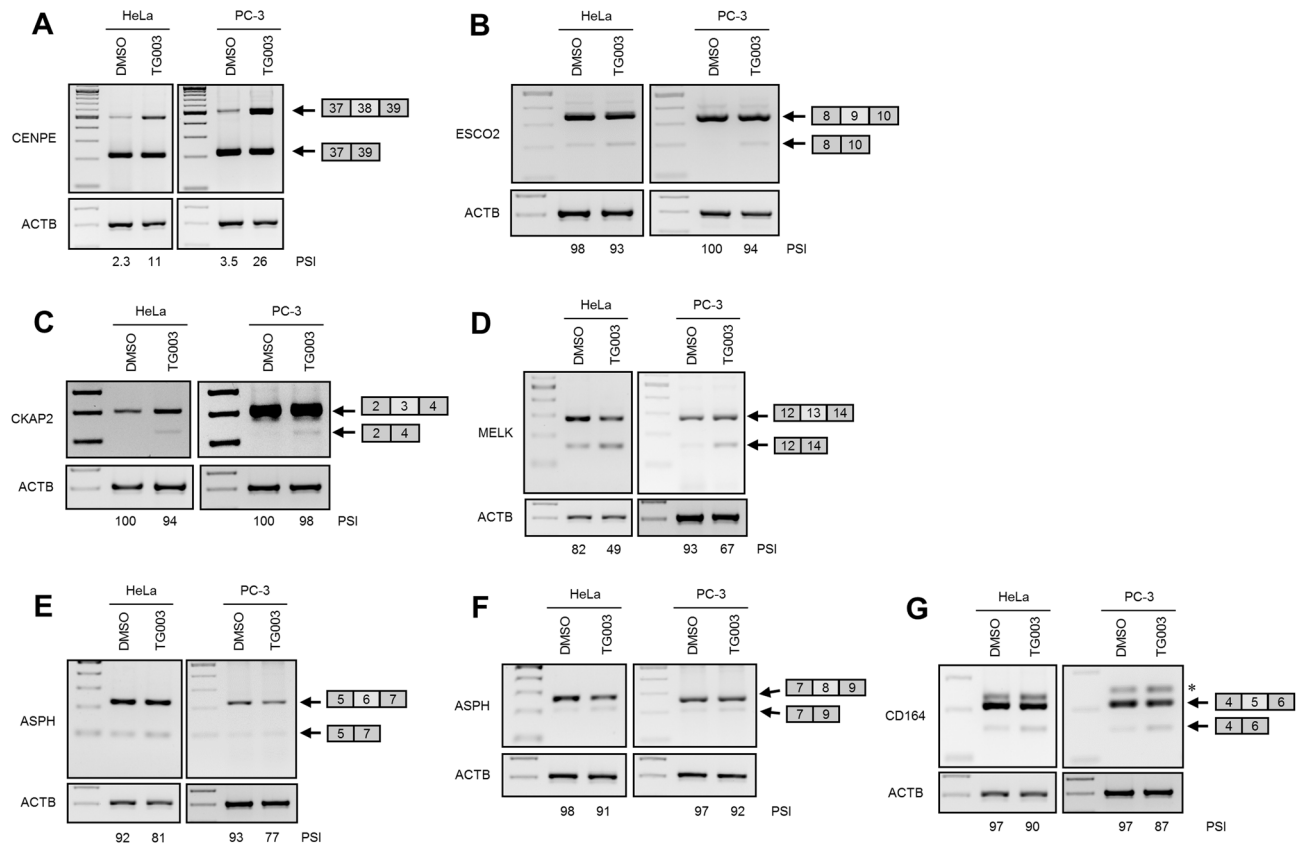 A
HeLa PC-3
DMSO TG003 DMSO TG003
CENPE
37 38 39
37 39
ACTB
2.3 11 3.5 26 PSI
B
HeLa PC-3
DMSO TG003 DMSO TG003
ESCO2
8 9 10
8 10
ACTB
98 93 100 94 PSI
C
HeLa PC-3
DMSO TG003 DMSO TG003
CKAP2
2 3 4
2 4
ACTB
100 94 100 98 PSI
D
HeLa PC-3
DMSO TG003 DMSO TG003
MELK
12 13 14
12 14
ACTB
82 49 93 67 PSI
E
HeLa PC-3
DMSO TG003 DMSO TG003
ASPH
5 6 7
5 7
ACTB
92 81 93 77 PSI
F
HeLa PC-3
DMSO TG003 DMSO TG003
ASPH
7 8 9
7 9
ACTB
98 91 97 92 PSI
G
HeLa PC-3
DMSO TG003 DMSO TG003
*
CD164
4 5 6
4 6
ACTB
97 90 97 87 PSI